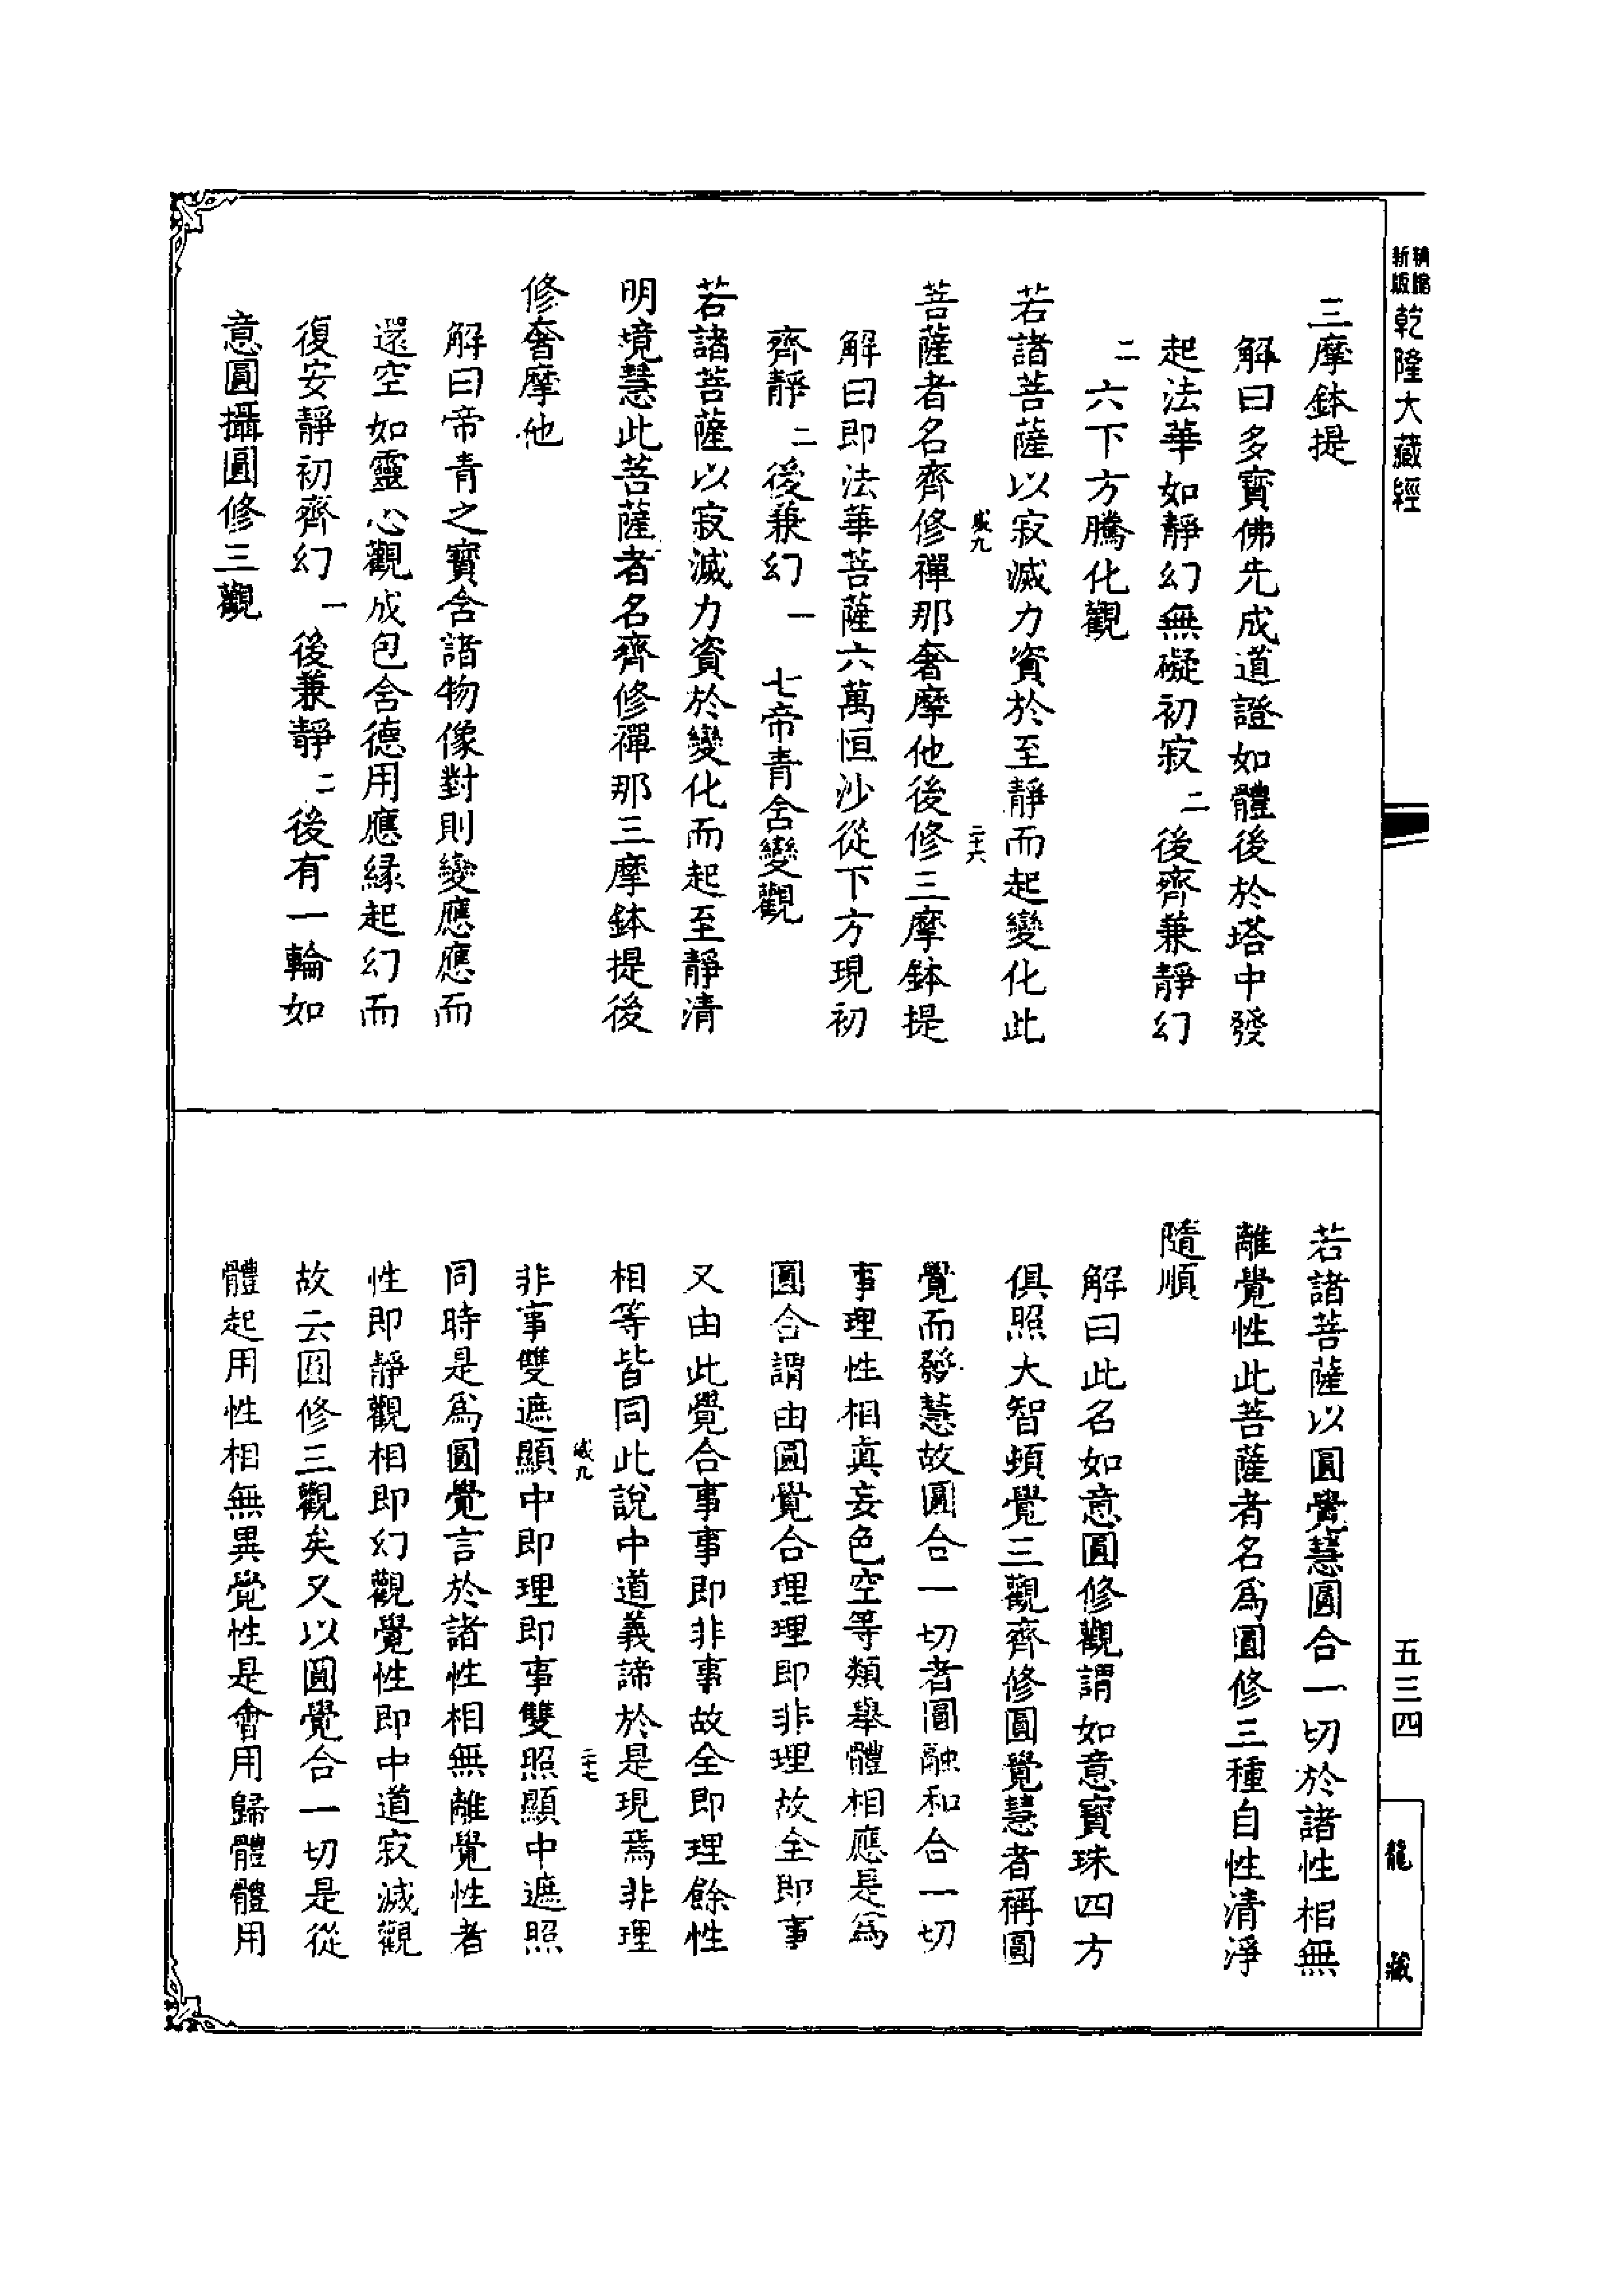 新編
版縮
乾隆大藏經
三摩鉢提
解曰多寶佛先成道證如體後於塔中發
起法華如靜幻無礙初寂二後齊兼靜幻
二六下方騰化觀
若諸菩薩以寂滅力資於至靜而起變化此
菩薩者名齊修禪那奢摩他後修三摩鉢提
咸九
二十六
解曰即法華菩薩六萬恒沙從下方現初
齊靜二後兼幻一七帝青含變觀
若諸菩薩以寂滅力資於變化而起至靜清
明境慧此菩薩者名齊修禪那三摩鉢提後
修奢摩他
解曰帝青之寶含諸物像對則變應應而
還空如靈心觀成包含德用應緣起幻而
復安靜初齊幻一後兼靜二後有一輪如
意圓攝圓修三觀
若諸菩薩以圓覺慧圓合一切於諸性相無
離覺性此菩薩者名為圓修三種自性清淨
隨順
解曰此名如意圓修觀謂如意寶珠四方
俱照大智頓覺三觀齊修圓覺慧者稱圓
覺而發慧故圓合一切者圓融和合一切
事理性相真妄色空等類舉體相應是為
圓合謂由圓覺合理理即非理故全即事
又由此覺合事事即非事故全即理餘性
相等皆同此說中道義諦於是現焉非理
咸九
二十七
非事雙遮顯中即理即事雙照顯中遮照
同時是為圓覺言於諸性相無離覺性者
性即靜觀相即幻觀覺性即中道寂滅觀
故云圓修三觀矣又以圓覺合一切是從
體起用性相無異覺性是會用歸體體用
五三四
龍藏